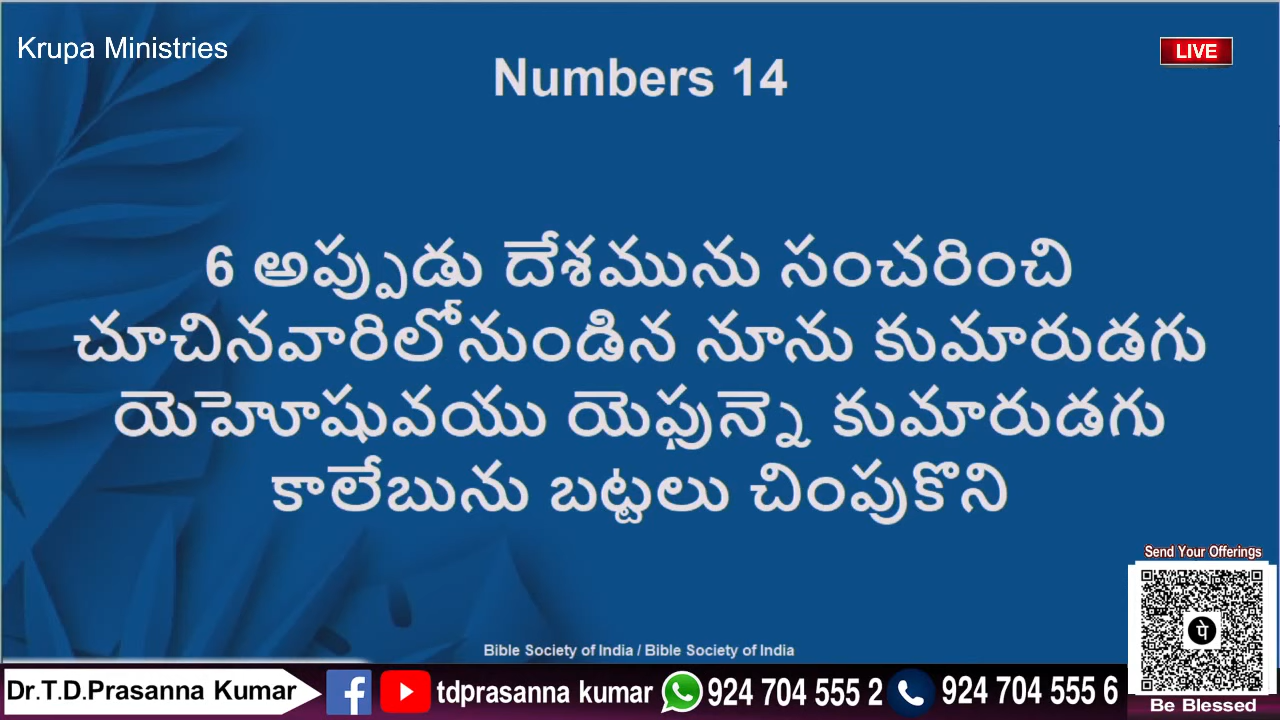 Krupa Ministries
LIVE
Numbers 14
6 అప్పుడు దేశమును సంచరించి
చూచినవారిలోనుండిన నూను కుమారుడగు
యెహోషువయు యెఫున్నె కుమారుడగు
కాలేబును బట్టలు చింపుకొని
Send Your Offerings
पे
Bible Society of India / Bible Society of India
Dr.T.D.Prasanna Kumar
f
tdprasanna kumar
924 704 555 2
924 704 555 6
Be Blessed